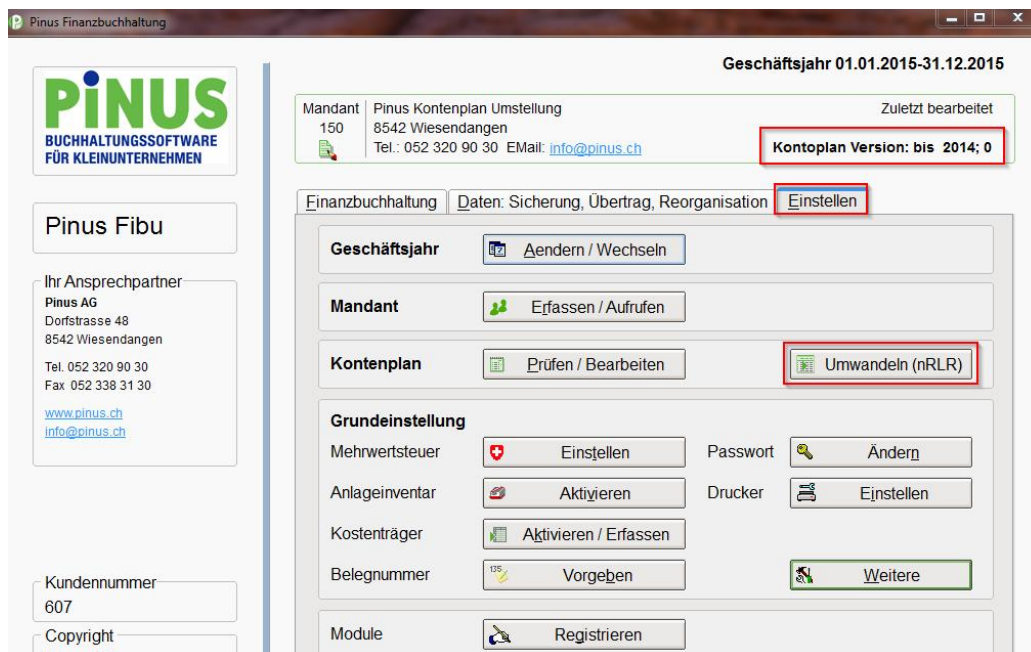 Pinus Finanzbuchhaltung
PiNUS
BUCHHALTUNGSSOFTWARE
FÜR KLEINUNTERNEHMEN
Pinus Fibu
Ihr Ansprechpartner
Pinus AG
Dorfstrasse 48
8542 Wiesendangen
Tel. 052 320 90 30
Fax 052 338 31 30
www.pinus.ch
info@pinus.ch
Kundennummer
607
Copyright
Geschäftsjahr 01.01.2015-31.12.2015
Mandant Pinus Kontenplan Umstellung Zuletzt bearbeitet
150 8542 Wiesendangen
Tel.: 052 320 90 30 EMail: info@pinus.ch Kontoplan Version: bis 2014; 0
Finanzbuchhaltung Daten: Sicherung, Übertrag, Reorganisation Einstellen
Geschäftsjahr Aendern / Wechseln
Mandant Erfassen / Aufrufen
Kontenplan Prüfen / Bearbeiten Umwandeln (nRLR)
Grundeinstellung
Mehrwertsteuer Einstellen Passwort Ändern
Anlageinventar Aktivieren Drucker Einstellen
Kostenträger Aktivieren / Erfassen
Belegnummer 135 Vorgeben Weitere
Module Registrieren